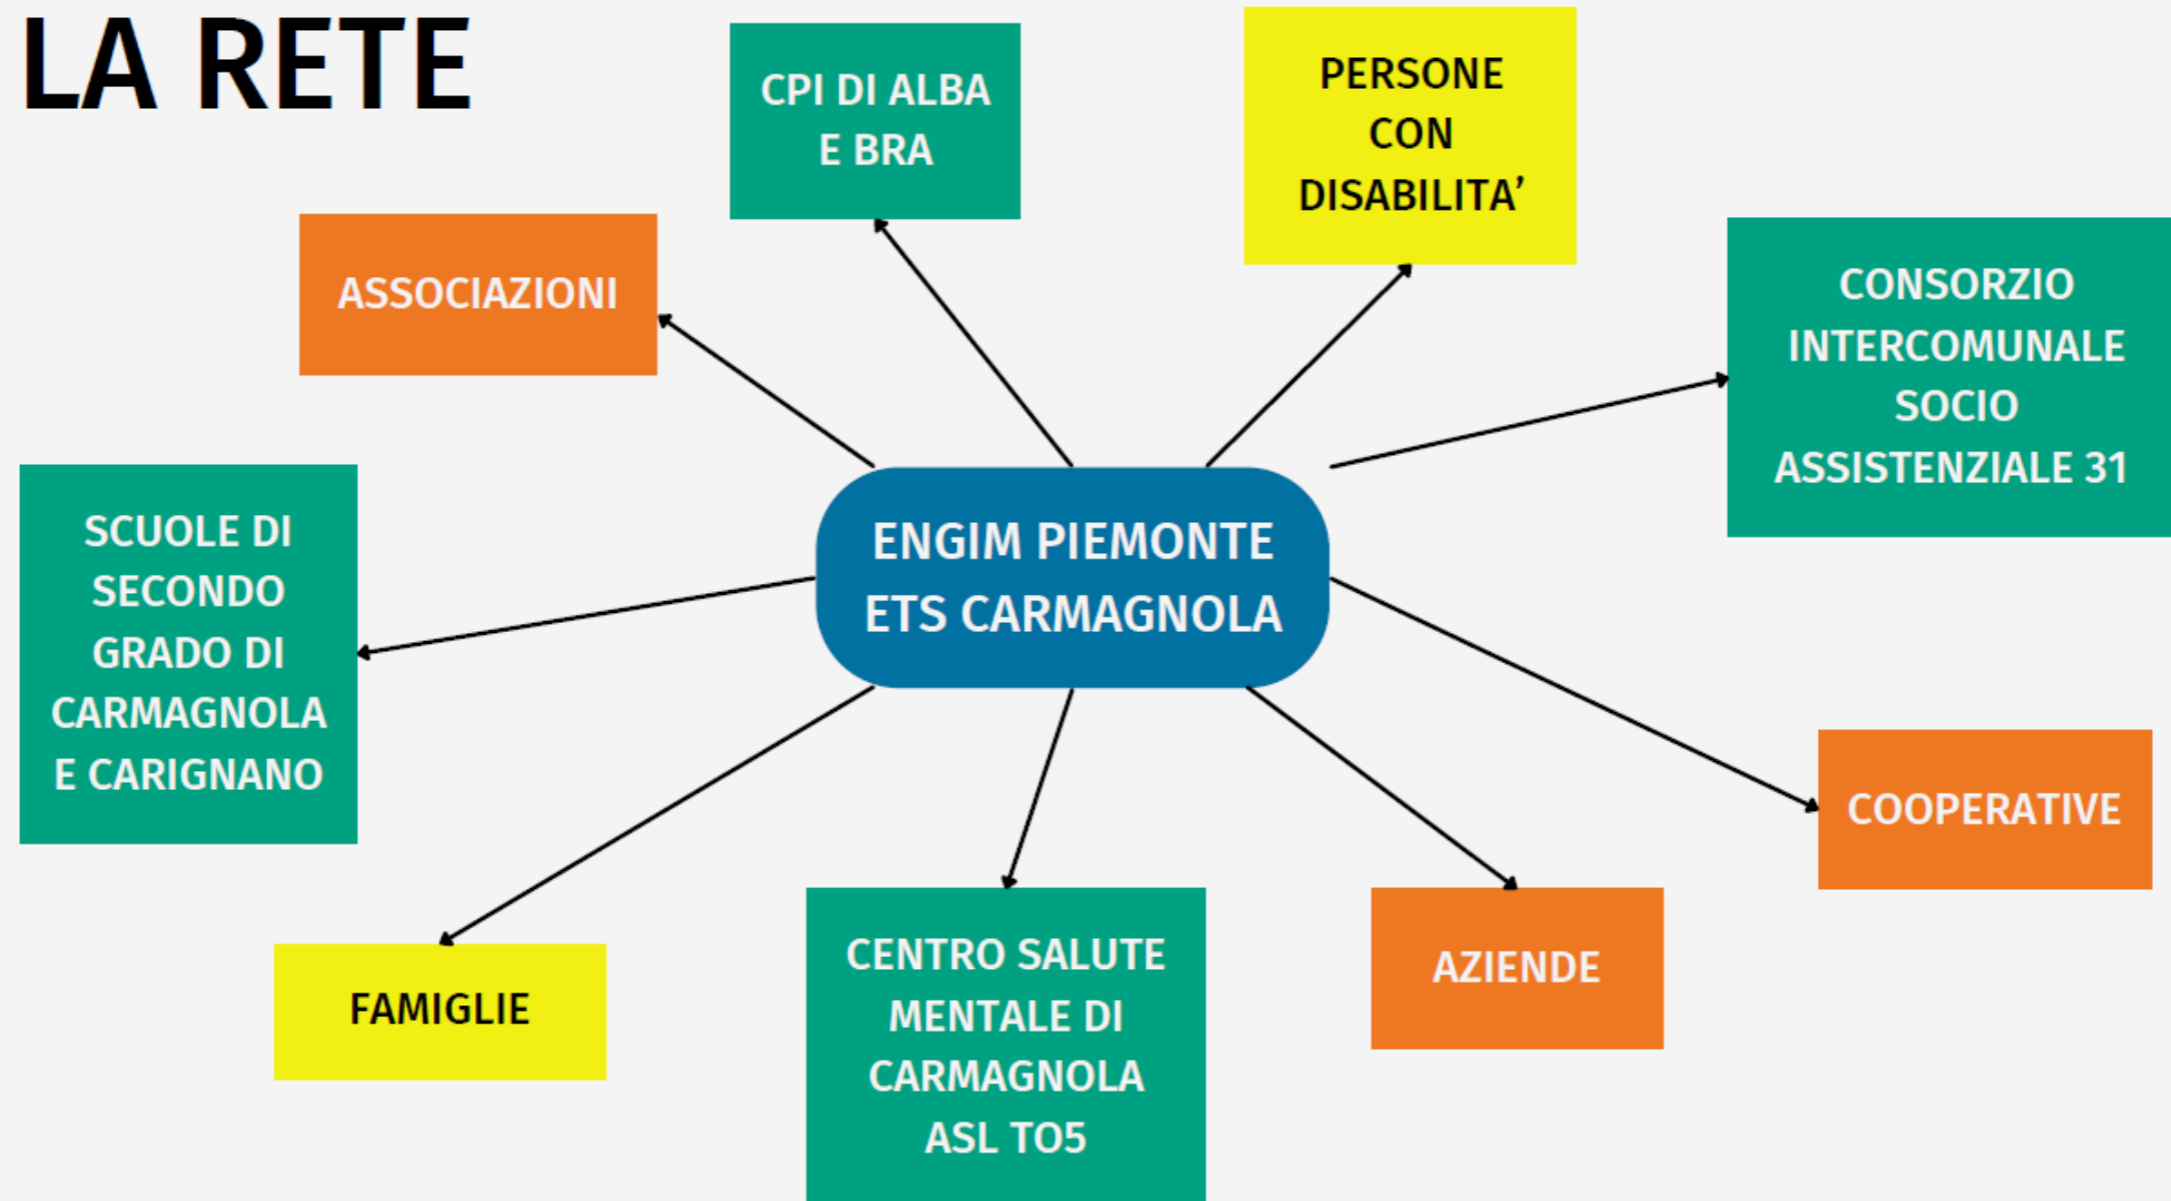 LA RETE
CPI DI ALBA
E BRA
PERSONE
CON
DISABILITA’
ASSOCIAZIONI
CONSORZIO
INTERCOMUNALE
SOCIO
ASSISTENZIALE 31
SCUOLE DI
SECONDO
GRADO DI
CARMAGNOLA
E CARIGNANO
ENGIM PIEMONTE
ETS CARMAGNOLA
COOPERATIVE
FAMIGLIE
CENTRO SALUTE
MENTALE DI
CARMAGNOLA
ASL TO5
AZIENDE